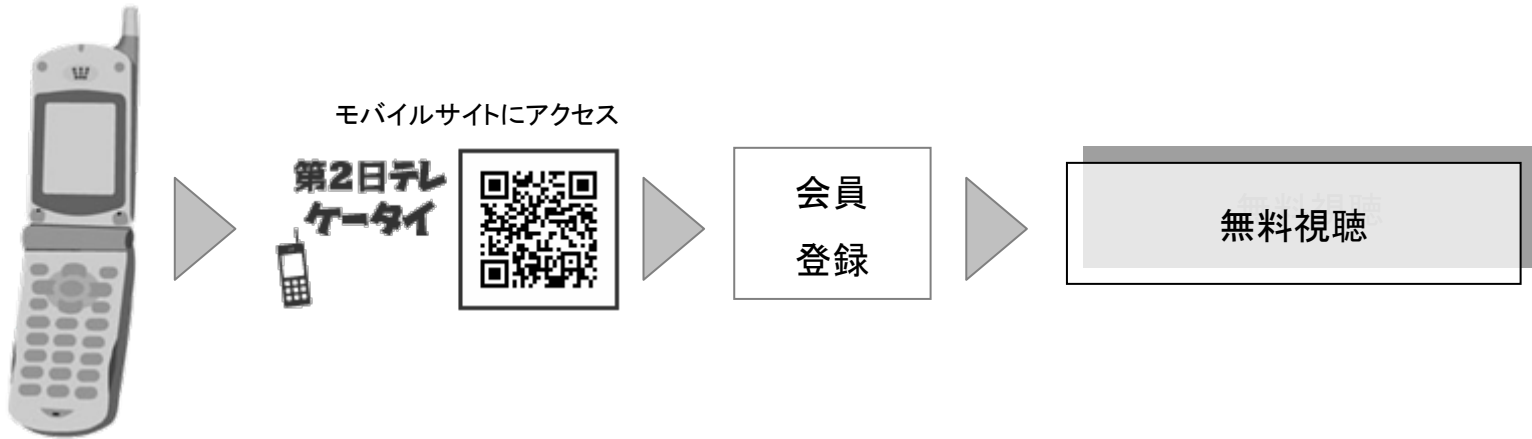 モバイルサイトにアクセス
第2日テレ
ケータイ
会員
登録
無料視聴